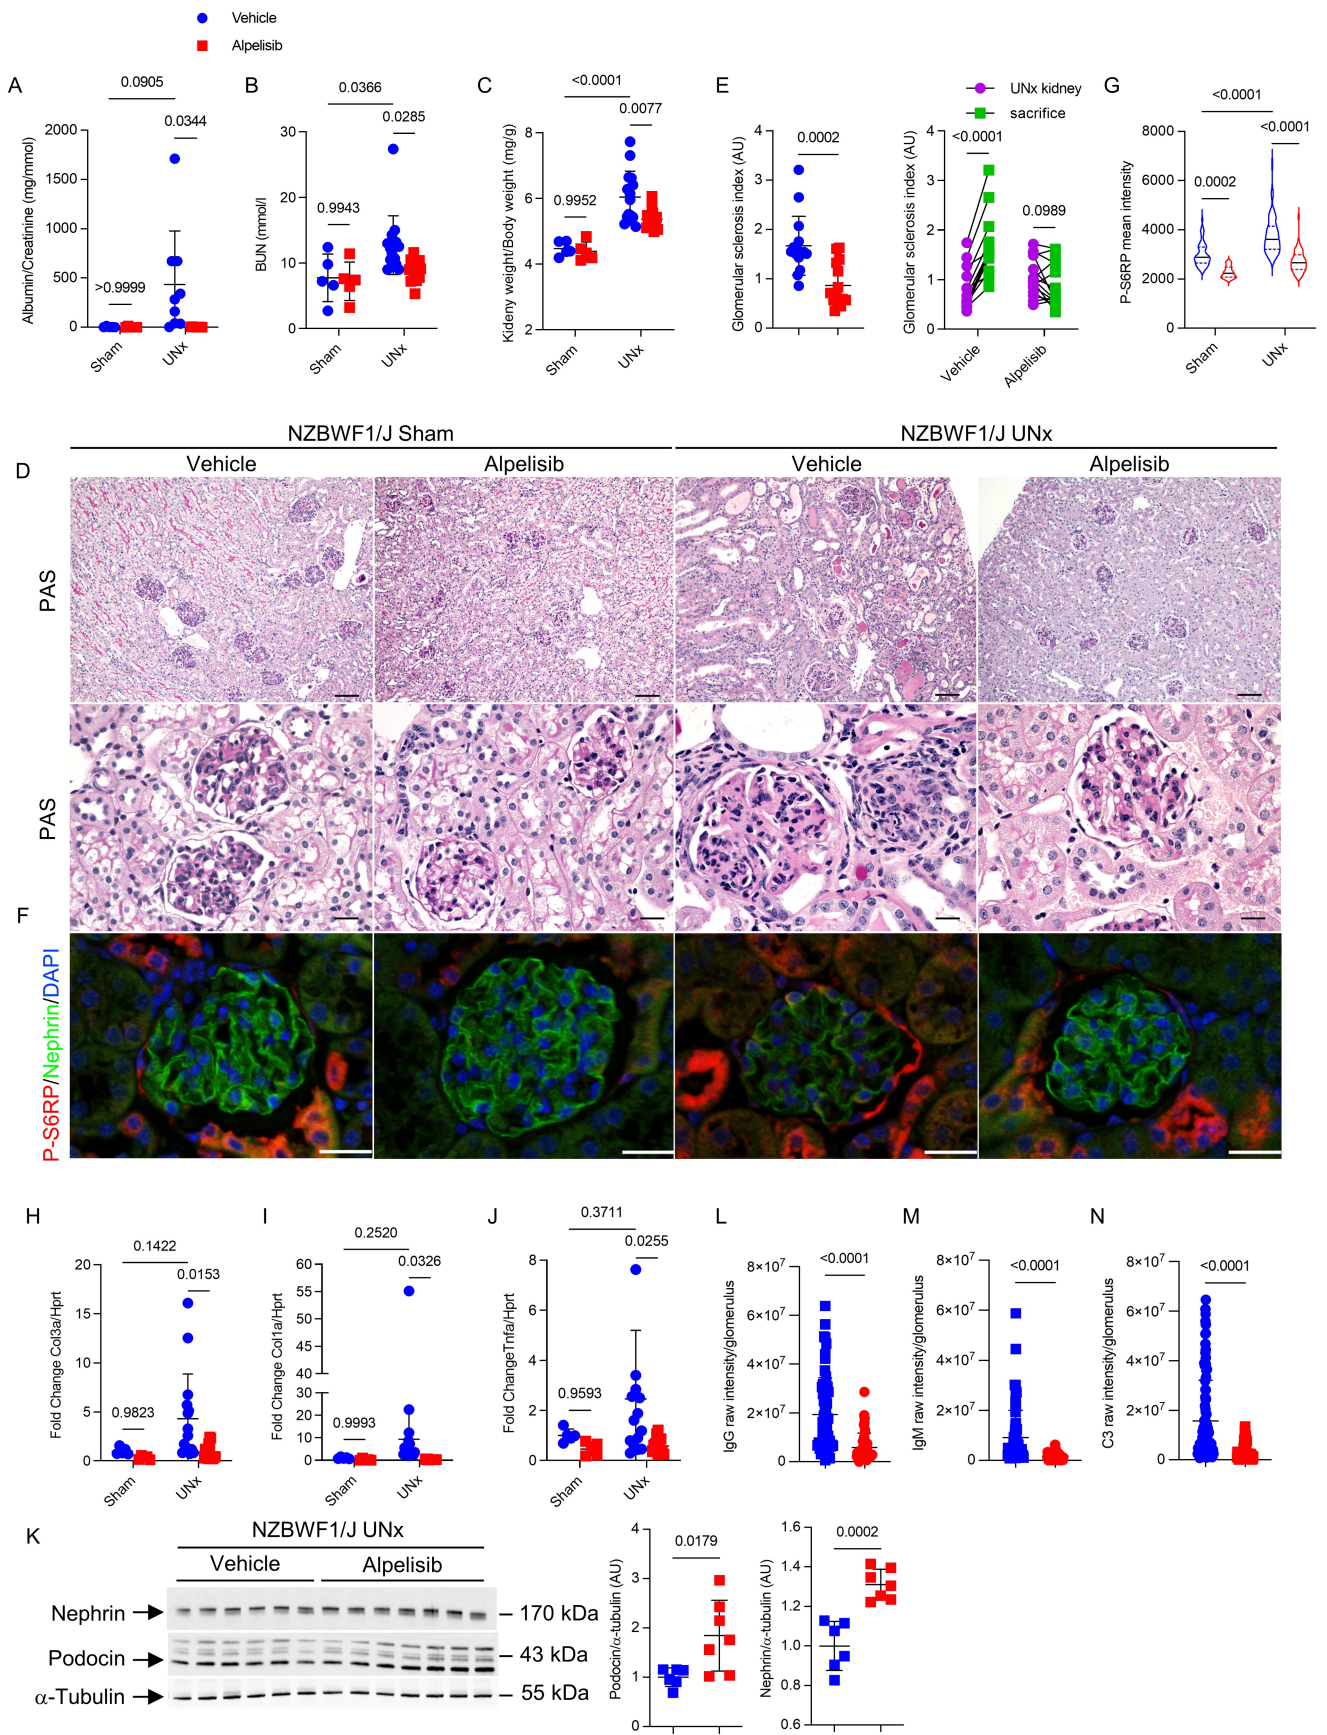 Vehicle
Alpelisib
A
0.0905
0.0344
>0.9999
Albumin/Creatinine (mg/mmol)
2000
1500
1000
500
0
Sham
UNx
B
0.0366
0.0285
0.9943
BUN (mmol/l
30
20
10
0
Sham
UNx
C
<0.0001
0.0077
0.9952
Kideney weight/Body weight (mg/g)
8
6
4
2
Sham
UNx
E
0.0002
Glomerular sclerosis index (AU)
4
3
2
1
0
UNx kidney
sacrifice
<0.0001
0.0989
Glomerular sclerosis index (AU)
4
3
2
1
0
Vehicle
Alpelisib
G
<0.0001
<0.0001
0.0002
P-S6RP mean intensity
8000
6000
4000
2000
0
Sham
UNx
NZBWF1/J Sham
NZBWF1/J UNx
D
Vehicle
Alpelisib
Vehicle
Alpelisib
PAS
PAS
F
P-S6RP/Nephrin/DAPI
H
0.1422
0.0153
0.9823
Fold Change Col3a/Hprt
20
15
10
5
0
Sham
UNx
I
0.2520
0.0326
0.9993
Fold Change Col1a/Hprt
60
55
50
45
40
30
20
10
0
Sham
UNx
J
0.3711
0.0255
0.9593
Fold ChangeTnfa/Hprt
8
6
4
2
0
Sham
UNx
L
<0.0001
IgG raw intensity/glomerulus
8×10⁷
6×10⁷
4×10⁷
2×10⁷
0
M
<0.0001
IgM raw intensity/glomerulus
8×10⁷
6×10⁷
4×10⁷
2×10⁷
0
N
<0.0001
C3 raw intensity/glomerulus
8×10⁷
6×10⁷
4×10⁷
2×10⁷
0
K
NZBWF1/J UNx
Vehicle
Alpelisib
Nephrin
170 kDa
Podocin
43 kDa
α-Tubulin
55 kDa
0.0179
Podocin/α-tubulin (AU)
4
3
2
1
0
0.0002
Nephrin/α-tubulin (AU)
1.6
1.4
1.2
1.0
0.8
0.6